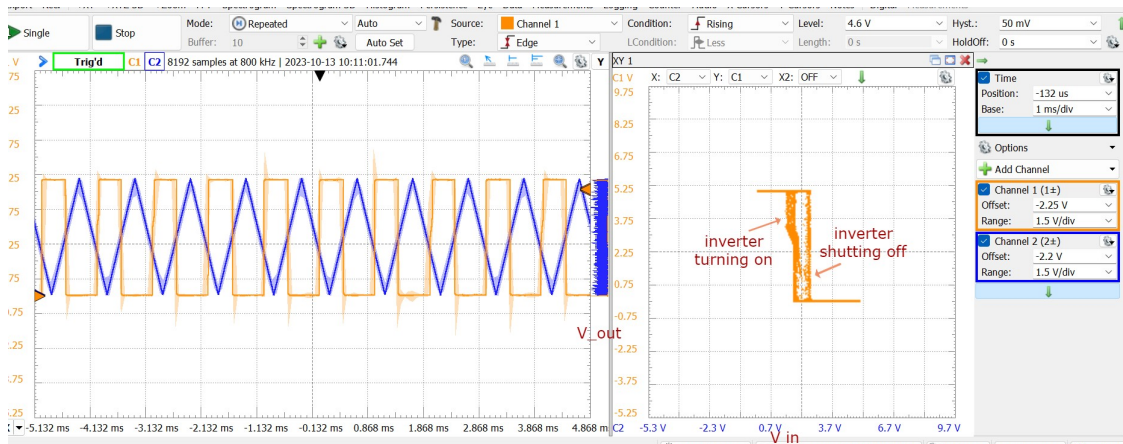 Single
Stop
Mode: Repeated Auto Source: Channel 1 Condition: Rising Level: 4.6 V Hyst.: 50 mV
Buffer: 10 Auto Set Type: Edge LCondition: Less Length: 0 s HoldOff: 0 s
V Trig'd C1 C2 8192 samples at 800 kHz | 2023-10-13 10:11:01.744 Y
XY 1
C1 V X: C2 Y: C1 X2: OFF
9.75
8.25
6.75
5.25
3.75
2.25
0.75
-0.75
-2.25
-3.75
-5.25
inverter
turning on
inverter
shutting off
V_out
-5.132 ms -4.132 ms -3.132 ms -2.132 ms -1.132 ms -0.132 ms 0.868 ms 1.868 ms 2.868 ms 3.868 ms 4.868 ms
C2 -5.3 V -2.3 V 0.7 V 3.7 V 6.7 V 9.7 V
V in
Time
Position: -132 us
Base: 1 ms/div
Options
Add Channel
Channel 1 (1±)
Offset: -2.25 V
Range: 1.5 V/div
Channel 2 (2±)
Offset: -2.2 V
Range: 1.5 V/div